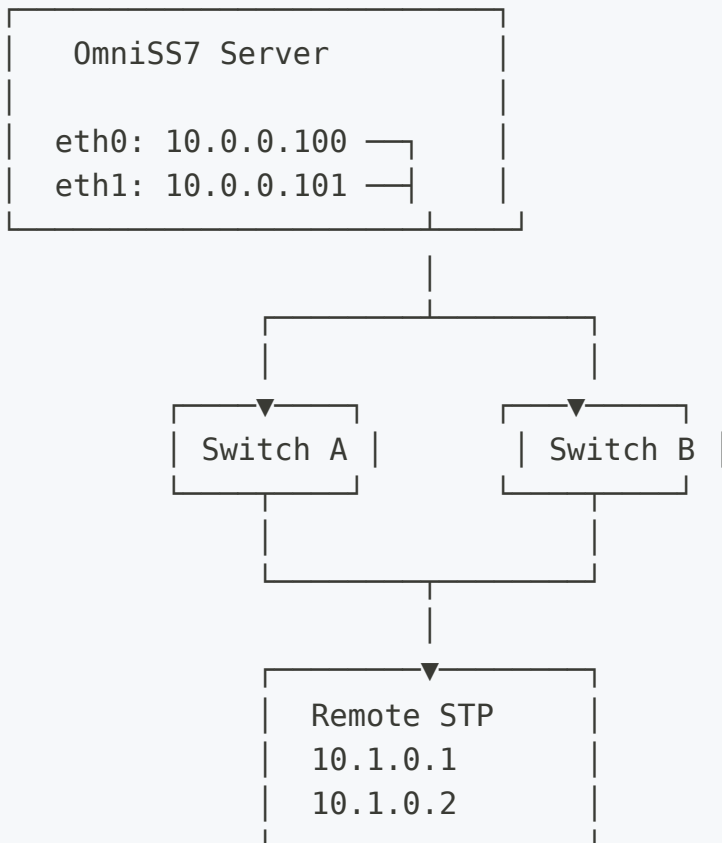 OmniSS7 Server
eth0: 10.0.0.100
eth1: 10.0.0.101
Switch A
Switch B
Remote STP
10.1.0.1
10.1.0.2